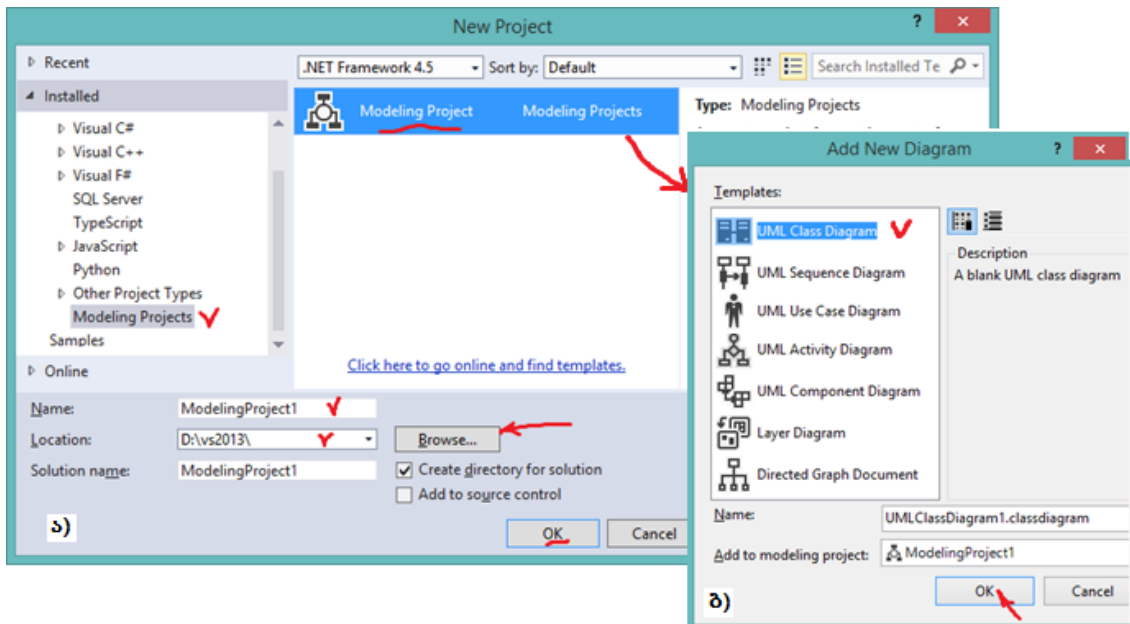 New Project
?
×
Recent
.NET Framework 4.5
Sort by: Default
Search Installed Te
Installed
Visual C#
Visual C++
Visual F#
SQL Server
TypeScript
JavaScript
Python
Other Project Types
Modeling Projects
Samples
Online
Modeling Project
Modeling Projects
Type: Modeling Projects
Click here to go online and find templates.
Name: ModelingProject1
Location: D:\vs2013\
Browse...
Solution name: ModelingProject1
Create directory for solution
Add to source control
OK
Cancel
ა)
Add New Diagram
?
×
Templates:
UML Class Diagram
UML Sequence Diagram
UML Use Case Diagram
UML Activity Diagram
UML Component Diagram
Layer Diagram
Directed Graph Document
Description
A blank UML class diagram
Name: UMLClassDiagram1.classdiagram
Add to modeling project: ModelingProject1
OK
Cancel
ბ)